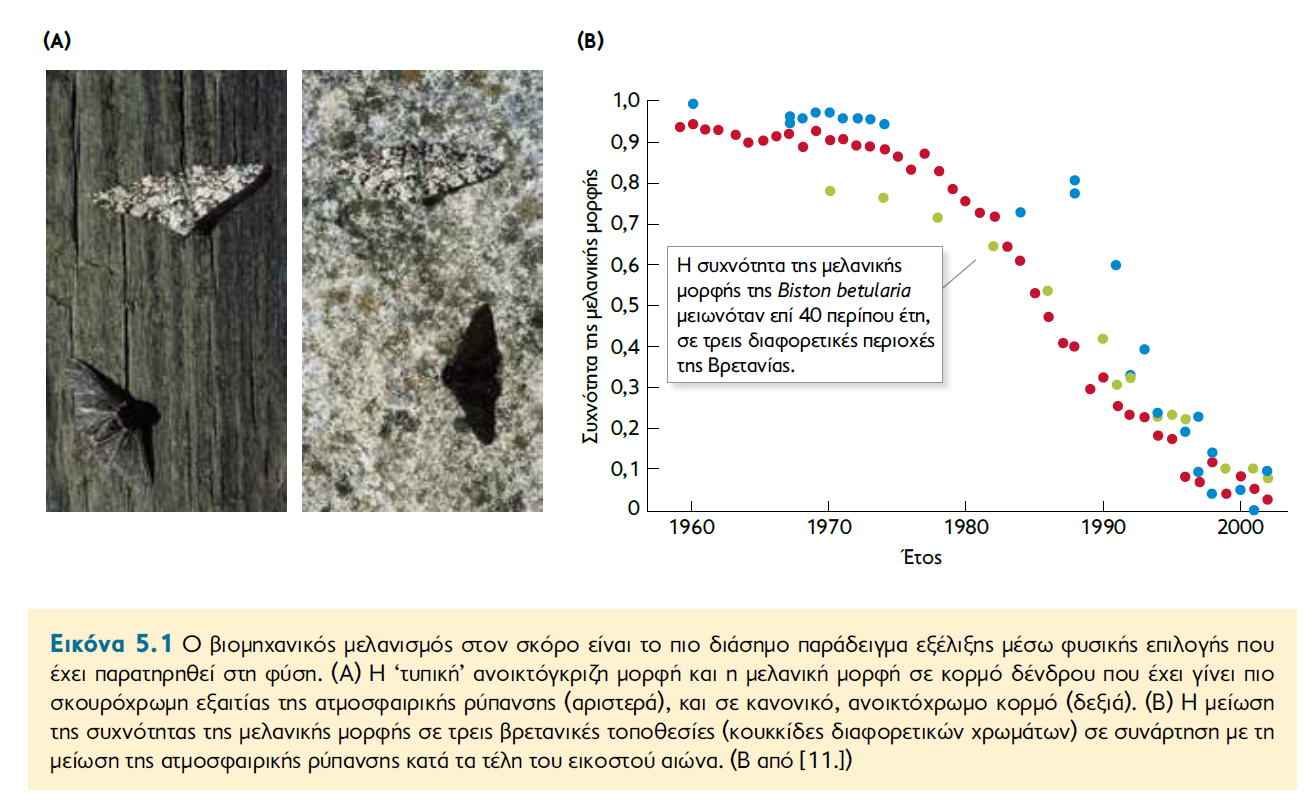 (A)
(B)
1,0
0,9
0,8
0,7
0,6
0,5
0,4
0,3
0,2
0,1
0
Συχνότητα της μελανικής μορφής
Η συχνότητα της μελανικής
μορφής της Biston betularia
μειωνόταν επί 40 περίπου έτη,
σε τρεις διαφορετικές περιοχές
της Βρετανίας.
1960
1970
1980
1990
2000
Έτος
Εικόνα 5.1 Ο βιομηχανικός μελανισμός στον σκόρο είναι το πιο διάσημο παράδειγμα εξέλιξης μέσω φυσικής επιλογής που
έχει παρατηρηθεί στη φύση. (Α) Η ‘τυπική’ ανοικτόγκριζη μορφή και η μελανική μορφή σε κορμό δένδρου που έχει γίνει πιο
σκουρόχρωμη εξαιτίας της ατμοσφαιρικής ρύπανσης (αριστερά), και σε κανονικό, ανοικτόχρωμο κορμό (δεξιά). (Β) Η μείωση
της συχνότητας της μελανικής μορφής σε τρεις βρετανικές τοποθεσίες (κουκκίδες διαφορετικών χρωμάτων) σε συνάρτηση με τη
μείωση της ατμοσφαιρικής ρύπανσης κατά τα τέλη του εικοστού αιώνα. (Β από [11.])